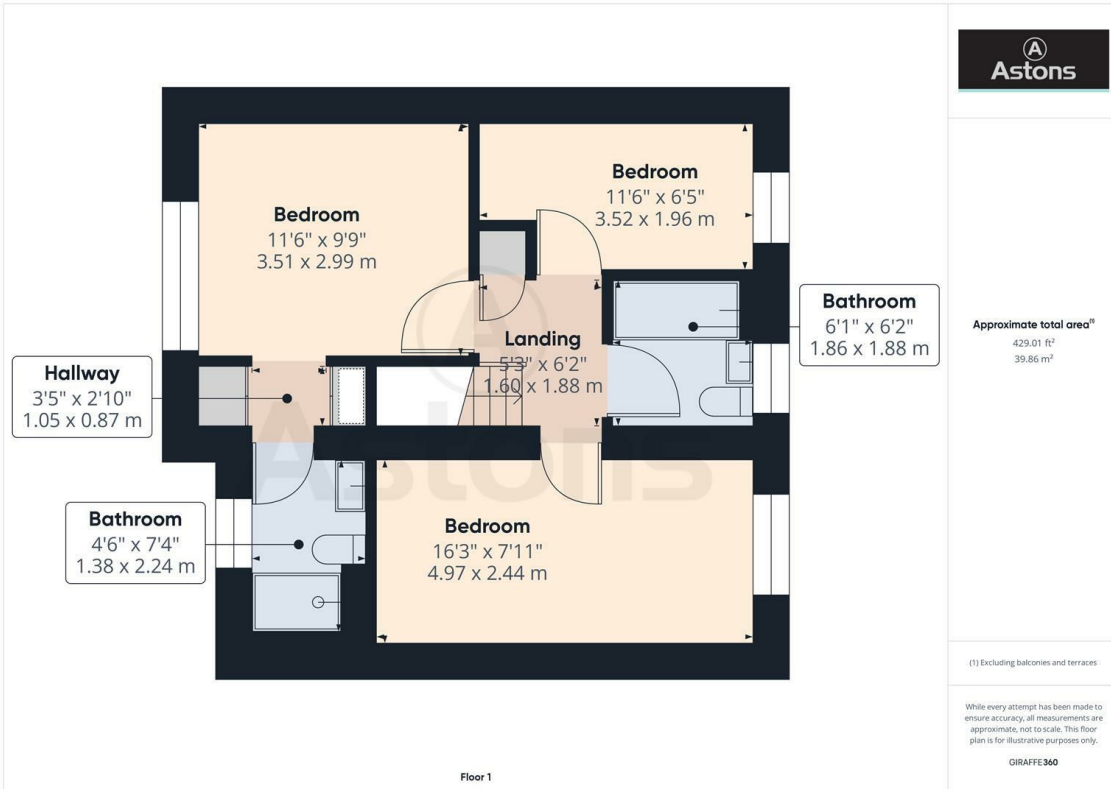 Astons
Bedroom
11'6" x 9'9"
3.51 x 2.99 m
Bedroom
11'6" x 6'5"
3.52 x 1.96 m
Bathroom
6'1" x 6'2"
1.86 x 1.88 m
Landing
5'3" x 6'2"
1.60 x 1.88 m
Hallway
3'5" x 2'10"
1.05 x 0.87 m
Bathroom
4'6" x 7'4"
1.38 x 2.24 m
Bedroom
16'3" x 7'11"
4.97 x 2.44 m
A
Astons
Floor 1
A
Approximate total area(1)
429.01 ft²
39.86 m²
(1) Excluding balconies and terraces
While every attempt has been made to
ensure accuracy, all measurements are
approximate, not to scale. This floor
plan is for illustrative purposes only.
GIRAFFE360